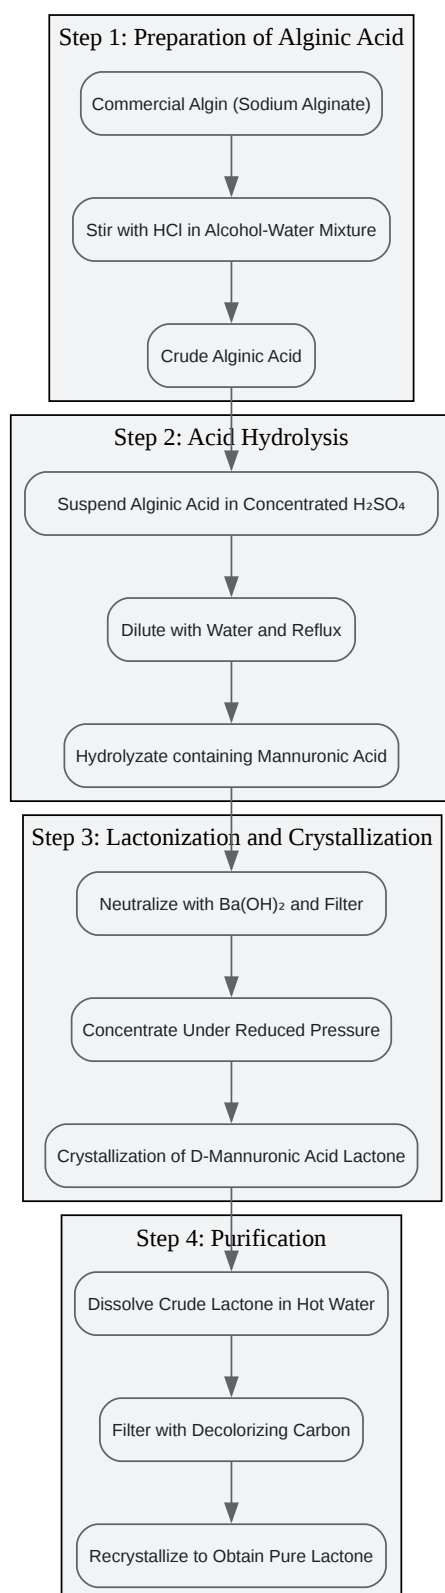 Step 1: Preparation of Alginic Acid
Commercial Algin (Sodium Alginate)
Stir with HCl in Alcohol-Water Mixture
Crude Alginic Acid
Step 2: Acid Hydrolysis
Suspend Alginic Acid in Concentrated H₂SO₄
Dilute with Water and Reflux
Hydrolyzate containing Mannuronic Acid
Step 3: Lactonization and Crystallization
Neutralize with Ba(OH)₂ and Filter
Concentrate Under Reduced Pressure
Crystallization of D-Mannuronic Acid Lactone
Step 4: Purification
Dissolve Crude Lactone in Hot Water
Filter with Decolorizing Carbon
Recrystallize to Obtain Pure Lactone